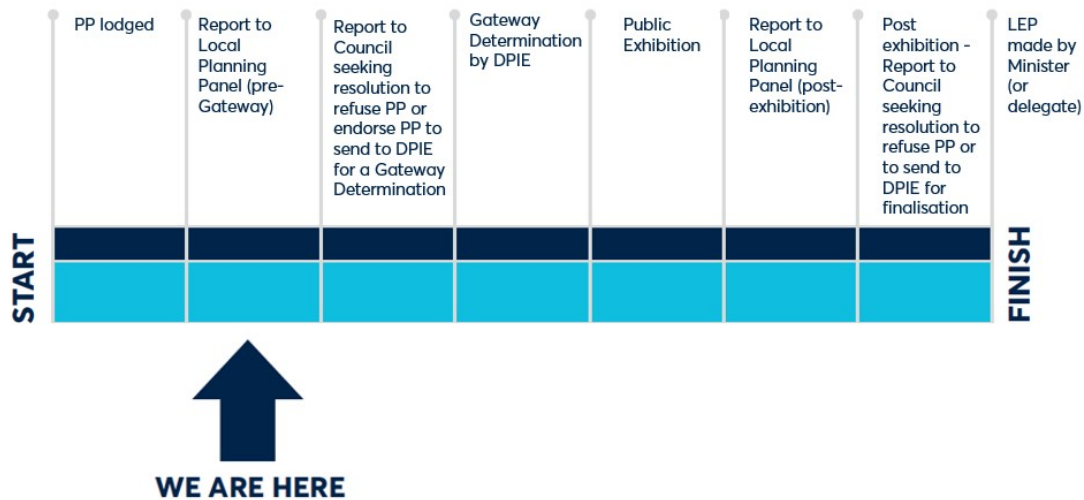 PP lodged
Report to
Local
Planning
Panel (pre-
Gateway)
Report to
Council
seeking
resolution to
refuse PP or
endorse PP to
send to DPIE
for a Gateway
Determination
Gateway
Determination
by DPIE
Public
Exhibition
Report to
Local
Planning
Panel (post-
exhibition)
Post
exhibition -
Report to
Council
seeking
resolution to
refuse PP or
to send to
DPIE for
finalisation
LEP
made by
Minister
(or
delegate)
START
FINISH
WE ARE HERE